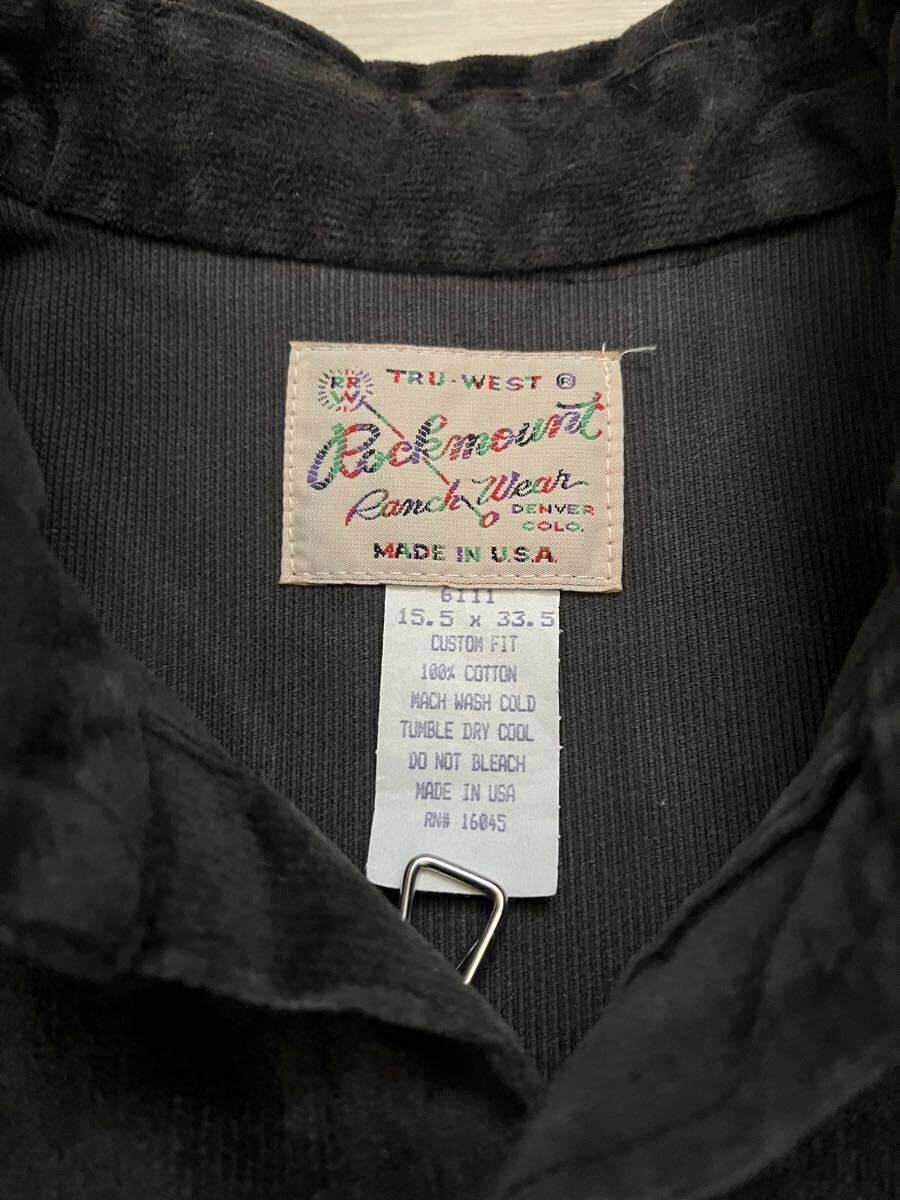 RR
W
TRU-WEST ®
Rockmount
Ranch Wear
DENVER
COLO.
MADE IN U.S.A.
6111
15.5 x 33.5
CUSTOM FIT
100% COTTON
MACH WASH COLD
TUMBLE DRY COOL
DO NOT BLEACH
MADE IN USA
RN# 16045